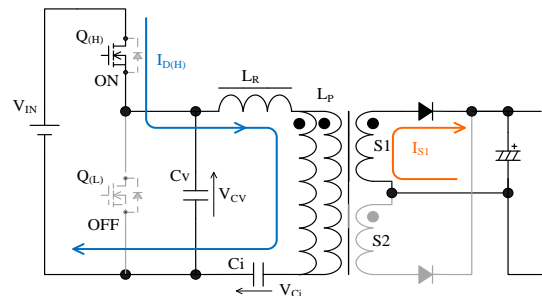 Q(H)
ID(H)
ON
LR
LP
VIN
S1
IS1
+
Q(L)
Cv
VCV
OFF
S2
Ci
VCi